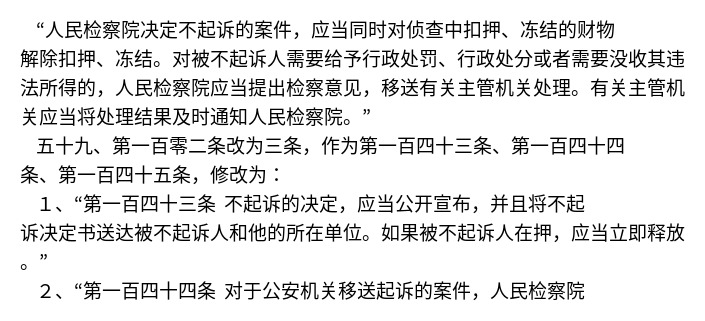 “人民检察院决定不起诉的案件，应当同时对侦查中扣押、冻结的财物
解除扣押、冻结。对被不起诉人需要给予行政处罚、行政处分或者需要没收其违
法所得的，人民检察院应当提出检察意见，移送有关主管机关处理。有关主管机
关应当将处理结果及时通知人民检察院。”
五十九、第一百零二条改为三条，作为第一百四十三条、第一百四十四
条、第一百四十五条，修改为：
１、“第一百四十三条 不起诉的决定，应当公开宣布，并且将不起
诉决定书送达被不起诉人和他的所在单位。如果被不起诉人在押，应当立即释放
。”
２、“第一百四十四条 对于公安机关移送起诉的案件，人民检察院